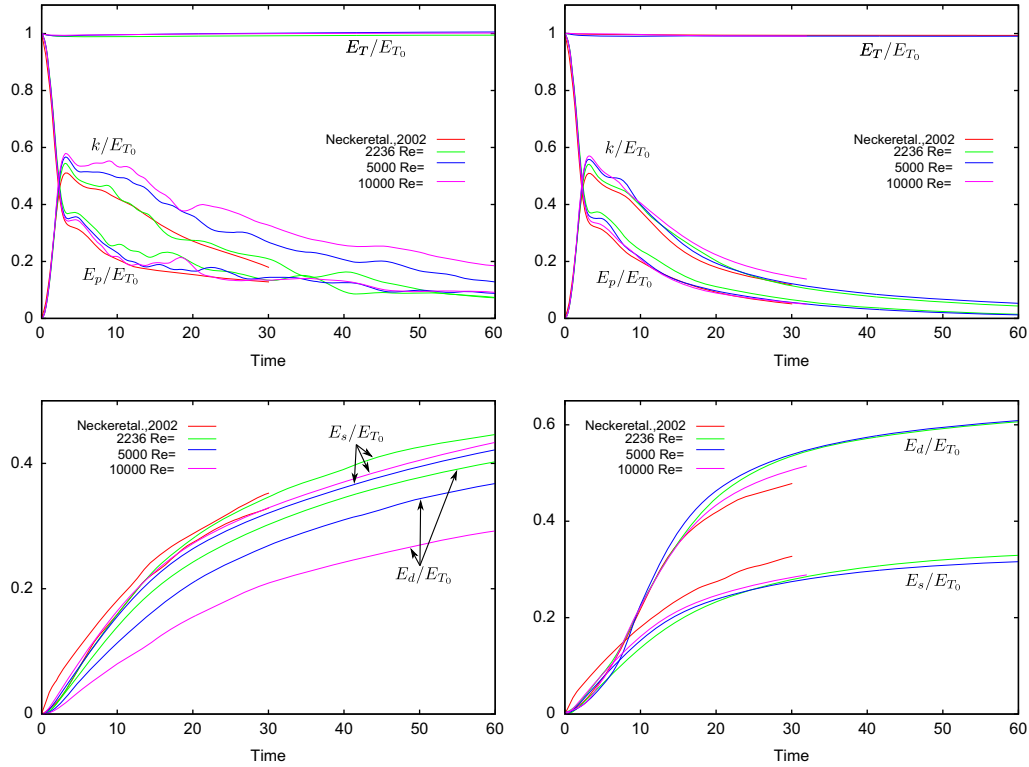 1
0.8
0.6
0.4
0.2
0
0 10 20 30 40 50 60
Time
E_T/E_{T_0}
k/E_{T_0}
E_p/E_{T_0}
Neckeretal.,2002
2236 Re=
5000 Re=
10000 Re=
1
0.8
0.6
0.4
0.2
0
0 10 20 30 40 50 60
Time
E_T/E_{T_0}
k/E_{T_0}
E_p/E_{T_0}
Neckeretal.,2002
2236 Re=
5000 Re=
10000 Re=
0.4
0.2
0
0 10 20 30 40 50 60
Time
Neckeretal.,2002
2236 Re=
5000 Re=
10000 Re=
E_s/E_{T_0}
E_d/E_{T_0}
0.6
0.4
0.2
0
0 10 20 30 40 50 60
Time
Neckeretal.,2002
2236 Re=
5000 Re=
10000 Re=
E_d/E_{T_0}
E_s/E_{T_0}